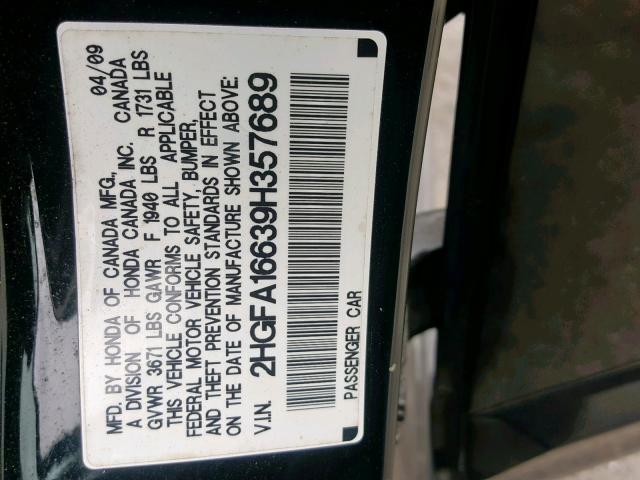 MFD. BY HONDA OF CANADA MFG., 04/09
A DIVISION OF HONDA CANADA INC. CANADA
GVWR 3671 LBS GAWR F 1940 LBS R 1731 LBS
THIS VEHICLE CONFORMS TO ALL APPLICABLE
FEDERAL MOTOR VEHICLE SAFETY, BUMPER,
AND THEFT PREVENTION STANDARDS IN EFFECT
ON THE DATE OF MANUFACTURE SHOWN ABOVE.
V.I.N. 2HGFA16639H357689
PASSENGER CAR